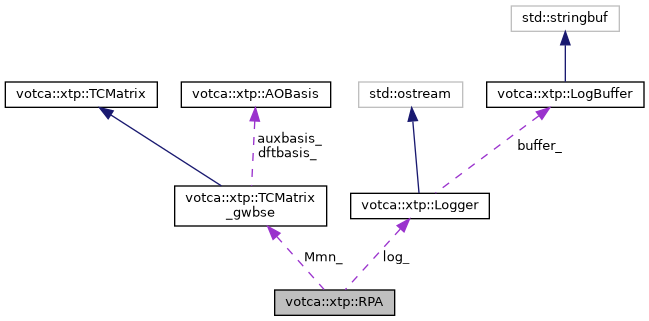 std::stringbuf
votca::xtp::TCMatrix
votca::xtp::AOBasis
std::ostream
votca::xtp::LogBuffer
auxbasis_
dftbasis_
buffer_
votca::xtp::TCMatrix
_gwbse
votca::xtp::Logger
Mmn_
log_
votca::xtp::RPA